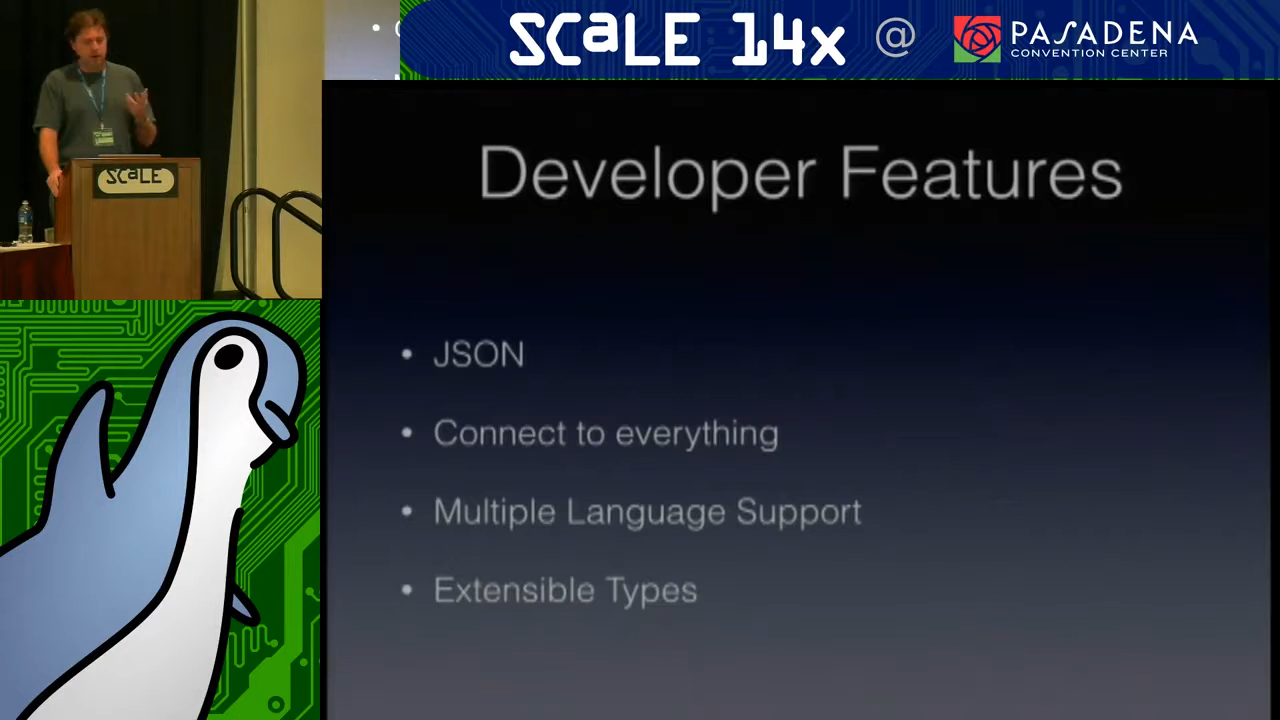 SCaLE 14x @ PASADENA
CONVENTION CENTER
SCaLE
Developer Features
• JSON
• Connect to everything
• Multiple Language Support
• Extensible Types